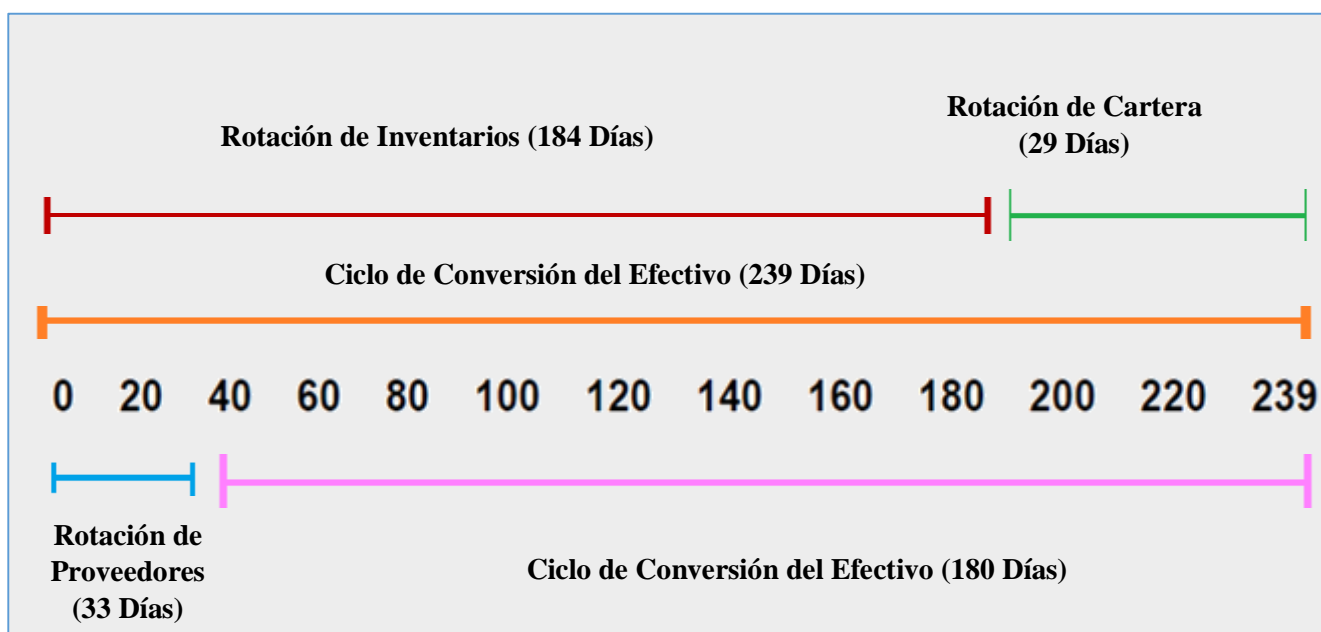 Rotación de Cartera
(29 Días)
Rotación de Inventarios (184 Días)
Ciclo de Conversión del Efectivo (239 Días)
0 20 40 60 80 100 120 140 160 180 200 220 239
Rotación de
Proveedores
(33 Días)
Ciclo de Conversión del Efectivo (180 Días)